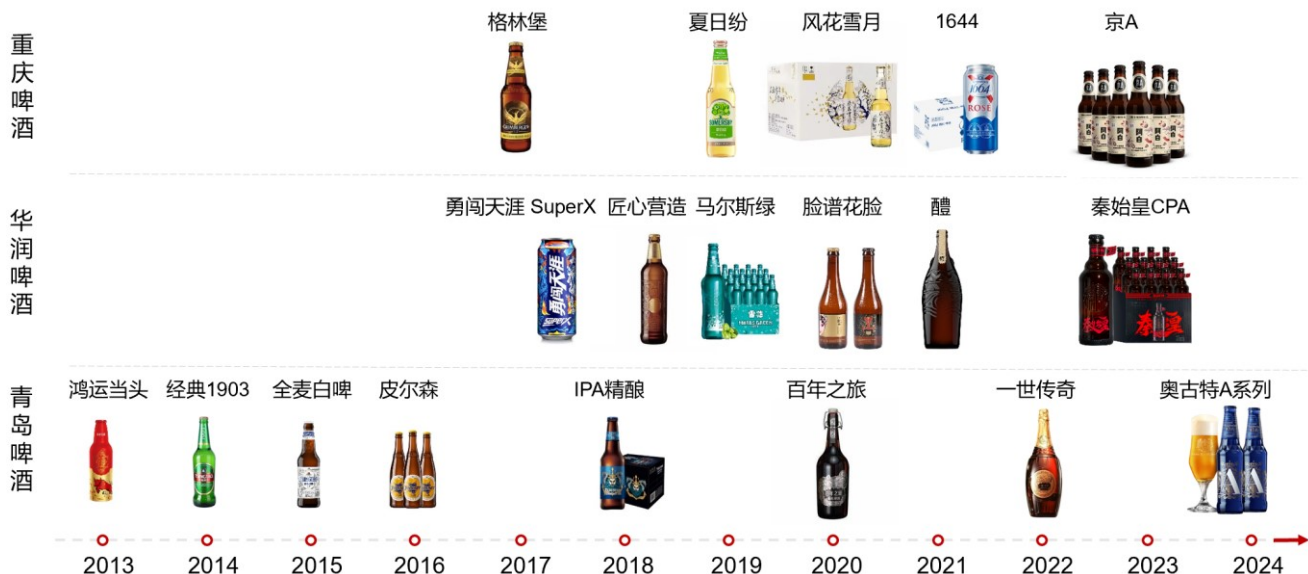 重庆啤酒
格林堡
夏日纷
风花雪月
1644
京A
华润啤酒
勇闯天涯 SuperX
匠心营造
马尔斯绿
脸谱花脸
醴
秦始皇CPA
勇闯天涯
SUPERX
青岛啤酒
鸿运当头
经典1903
全麦白啤
皮尔森
IPA精酿
百年之旅
一世传奇
奥古特A系列
2013
2014
2015
2016
2017
2018
2019
2020
2021
2022
2023
2024